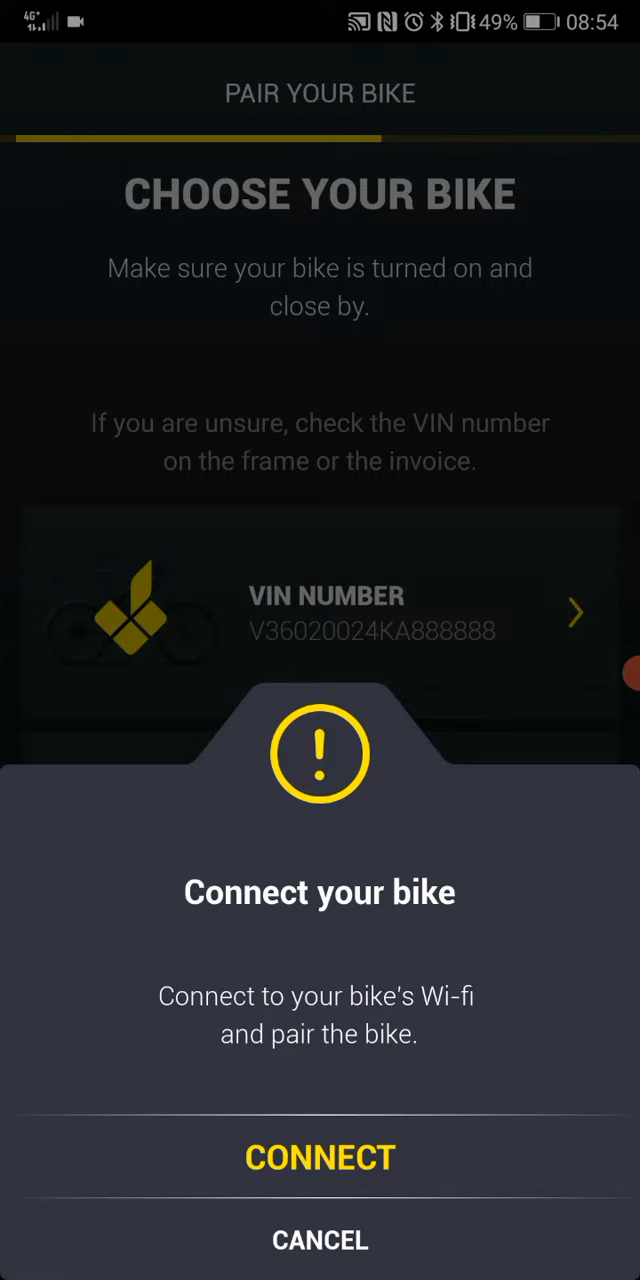 4G+
49% 08:54
PAIR YOUR BIKE
CHOOSE YOUR BIKE
Make sure your bike is turned on and
close by.
If you are unsure, check the VIN number
on the frame or the invoice.
VIN NUMBER
V36020024KA888888
Connect your bike
Connect to your bike's Wi-fi
and pair the bike.
CONNECT
CANCEL